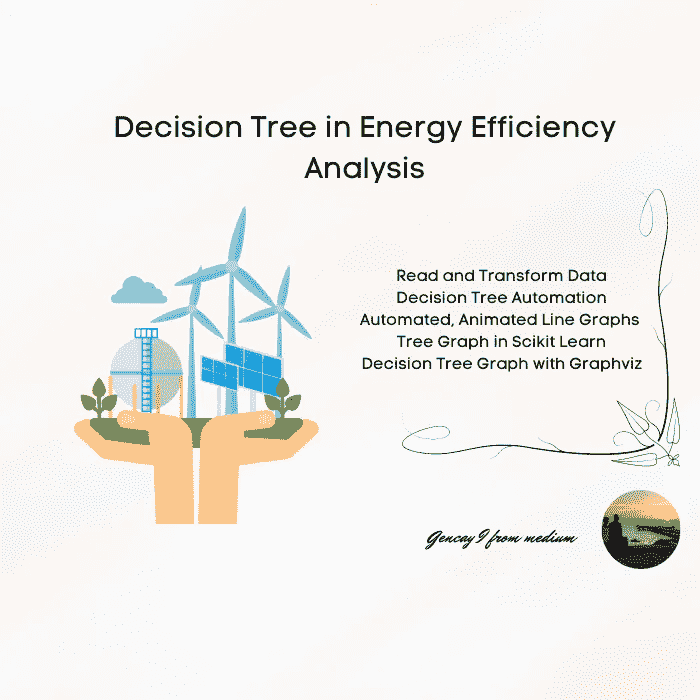 Decision Tree in Energy Efficiency
Analysis
Read and Transform Data
Decision Tree Automation
Automated, Animated Line Graphs
Tree Graph in Scikit Learn
Decision Tree Graph with Graphviz
Gencay I from medium